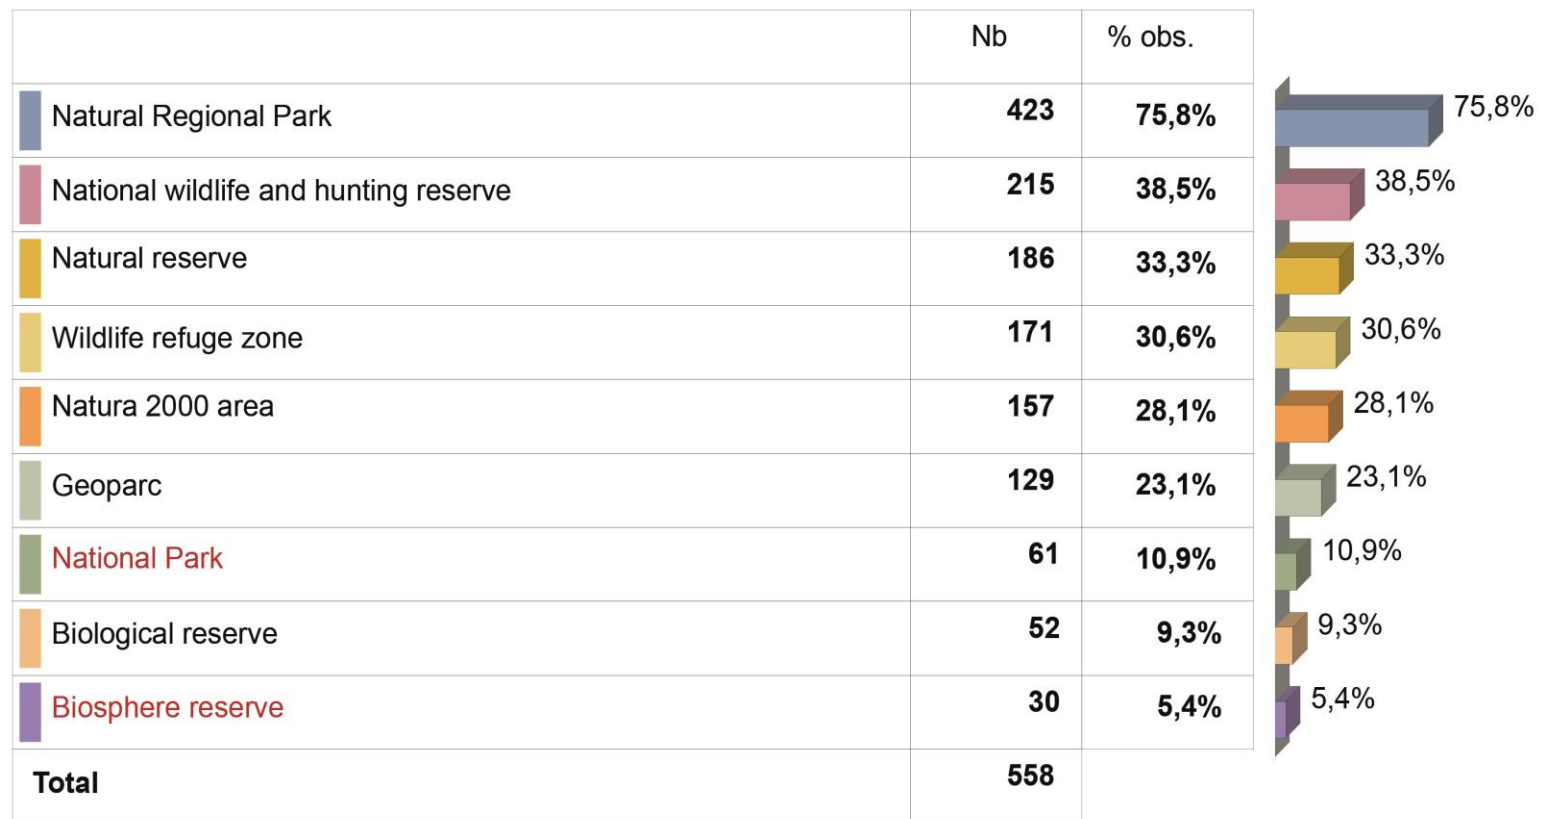 Nb % obs.
Natural Regional Park 423 75,8% 75,8%
National wildlife and hunting reserve 215 38,5% 38,5%
Natural reserve 186 33,3% 33,3%
Wildlife refuge zone 171 30,6% 30,6%
Natura 2000 area 157 28,1% 28,1%
Geoparc 129 23,1% 23,1%
National Park 61 10,9% 10,9%
Biological reserve 52 9,3% 9,3%
Biosphere reserve 30 5,4% 5,4%
Total 558